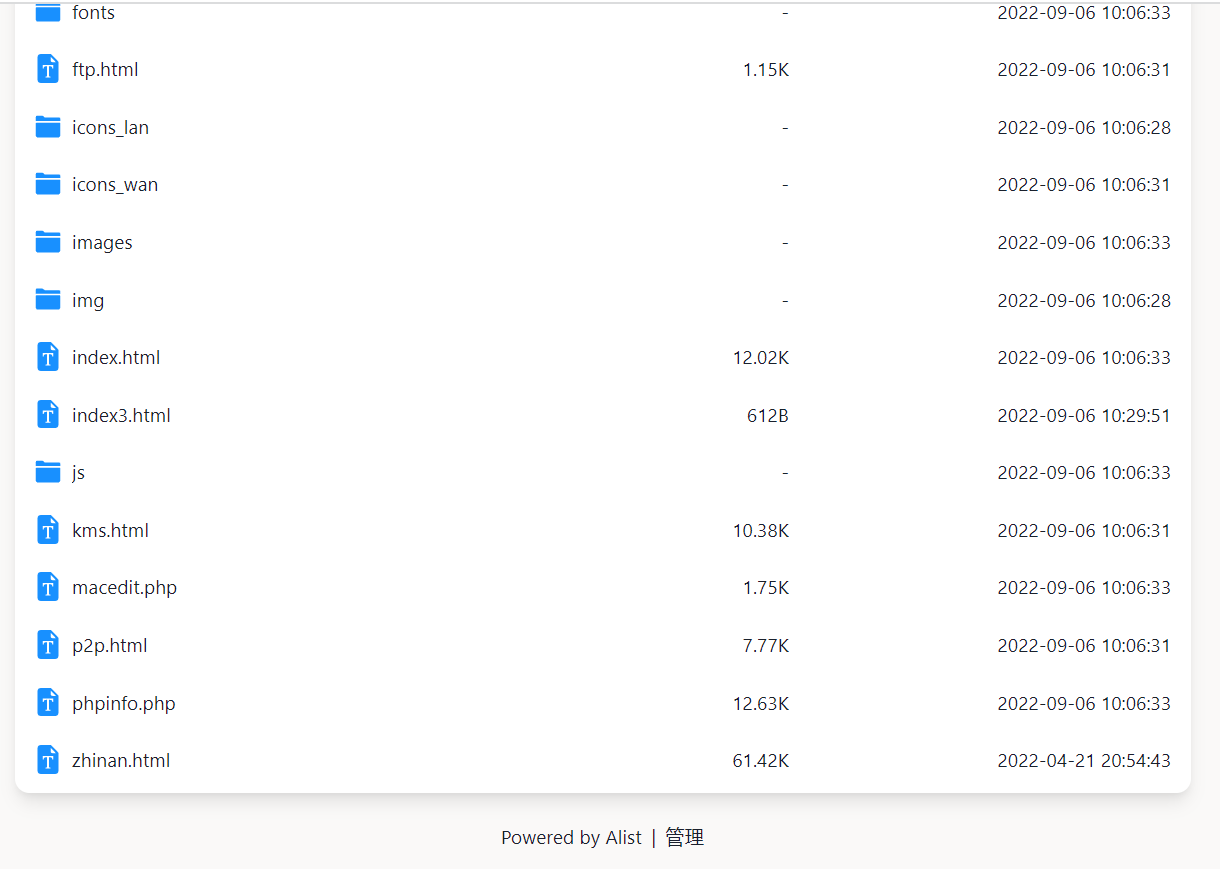 fonts - 2022-09-06 10:06:33
ftp.html 1.15K 2022-09-06 10:06:31
icons_lan - 2022-09-06 10:06:28
icons_wan - 2022-09-06 10:06:31
images - 2022-09-06 10:06:33
img - 2022-09-06 10:06:28
index.html 12.02K 2022-09-06 10:06:33
index3.html 612B 2022-09-06 10:29:51
js - 2022-09-06 10:06:33
kms.html 10.38K 2022-09-06 10:06:31
macedit.php 1.75K 2022-09-06 10:06:33
p2p.html 7.77K 2022-09-06 10:06:31
phpinfo.php 12.63K 2022-09-06 10:06:33
zhinan.html 61.42K 2022-04-21 20:54:43
Powered by Alist | 管理